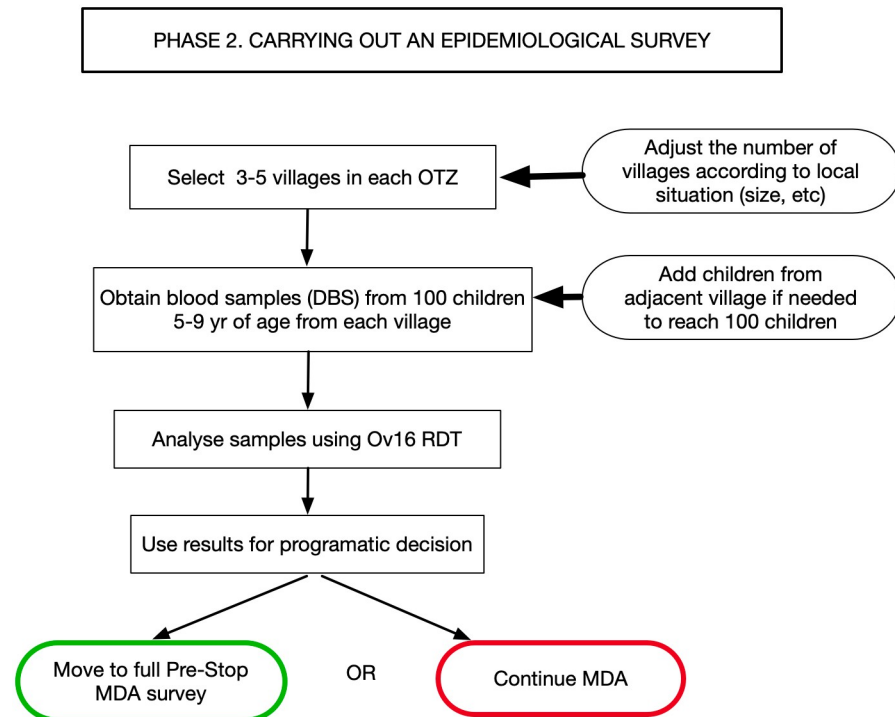 PHASE 2. CARRYING OUT AN EPIDEMIOLOGICAL SURVEY
Select 3-5 villages in each OTZ
Adjust the number of
villages according to local
situation (size, etc)
Obtain blood samples (DBS) from 100 children
5-9 yr of age from each village
Add children from
adjacent village if needed
to reach 100 children
Analyse samples using Ov16 RDT
Use results for programatic decision
Move to full Pre-Stop
MDA survey
OR
Continue MDA